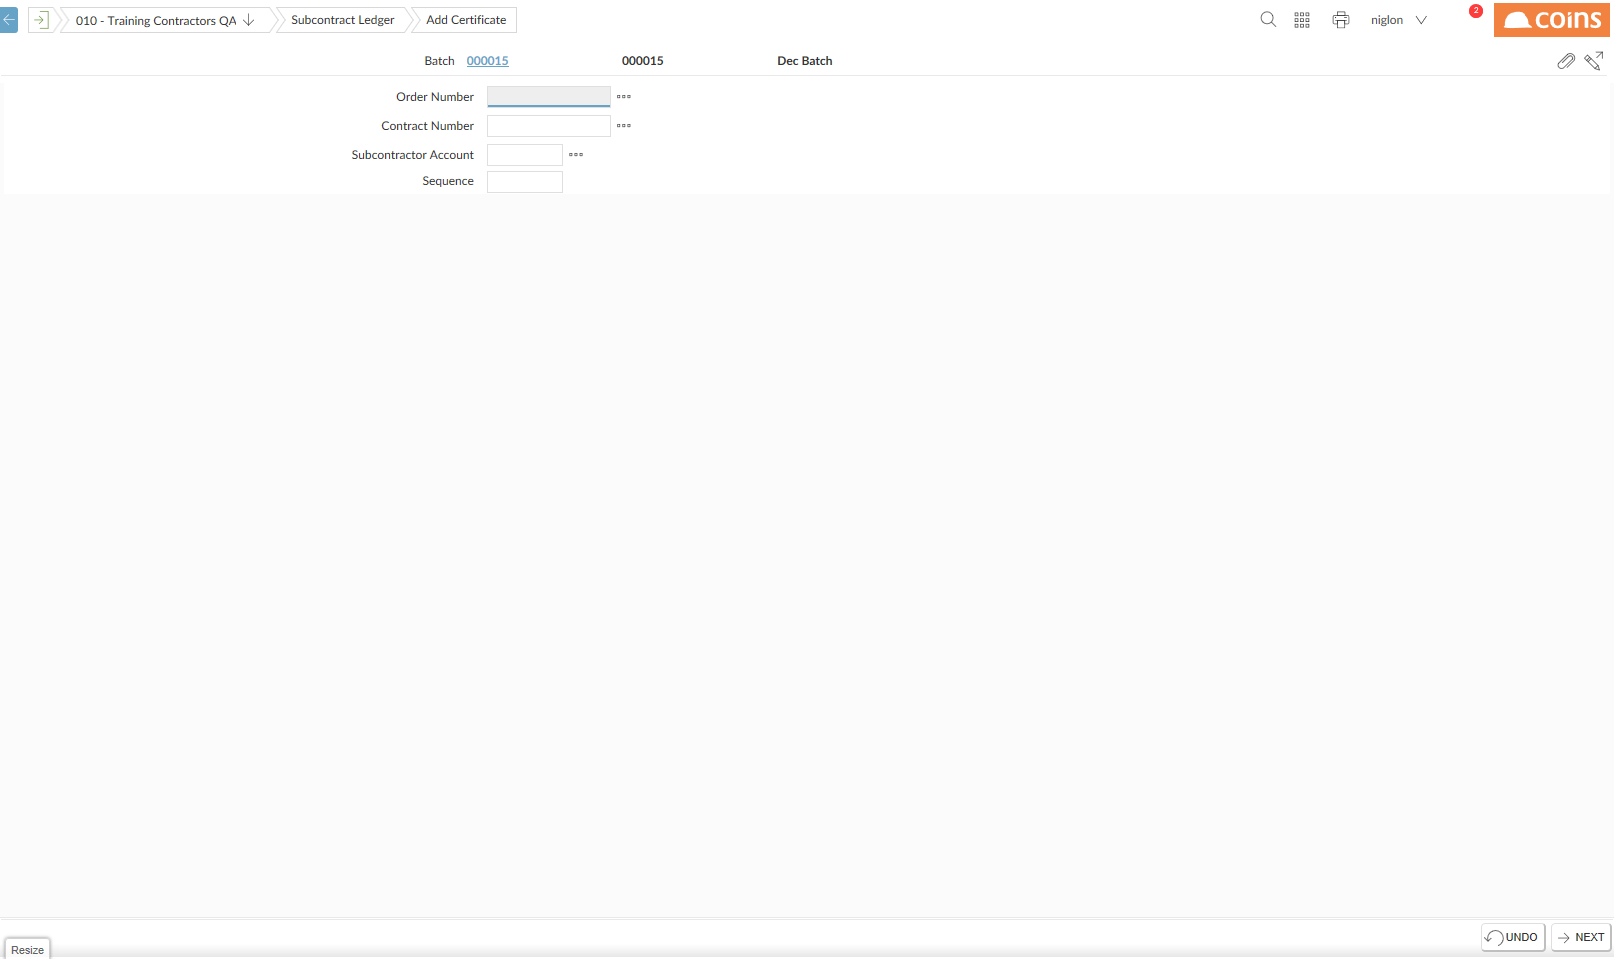 010 - Training Contractors QA
Subcontract Ledger
Add Certificate
niglon
2
coins
Batch 000015 000015 Dec Batch
Order Number
Contract Number
Subcontractor Account
Sequence
UNDO
NEXT
Resize